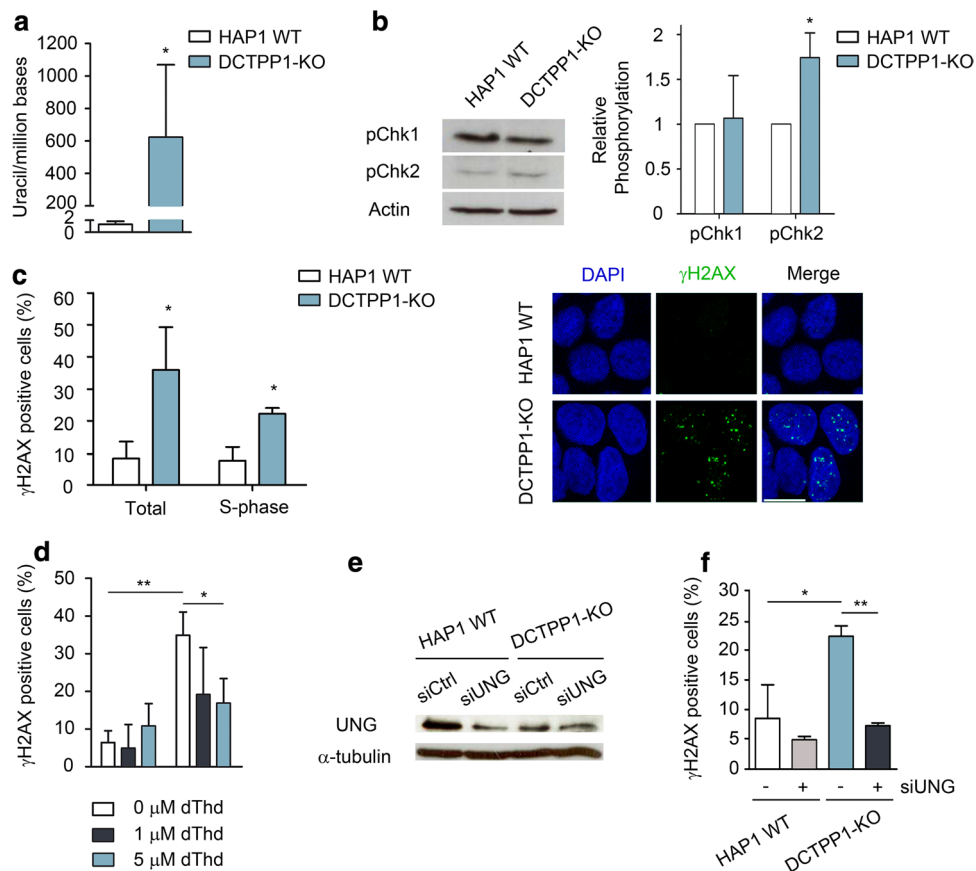 a
Uracil/million bases
1200
1000
800
600
400
200
2
0
*
HAP1 WT
DCTPP1-KO
b
HAP1 WT
DCTPP1-KO
pChk1
pChk2
Actin
Relative
Phosphorylation
2
1.5
1
0.5
0
*
pChk1
pChk2
HAP1 WT
DCTPP1-KO
c
HAP1 WT
DCTPP1-KO
γH2AX positive cells (%)
60
50
40
30
20
10
0
*
*
Total
S-phase
DAPI
γH2AX
Merge
HAP1 WT
DCTPP1-KO
d
γH2AX positive cells (%)
50
40
30
20
10
0
**
*
0 μM dThd
1 μM dThd
5 μM dThd
e
HAP1 WT
DCTPP1-KO
siCtrl
siUNG
siCtrl
siUNG
UNG
α-tubulin
f
γH2AX positive cells (%)
30
25
20
15
10
5
0
*
**
- + - + siUNG
HAP1 WT
DCTPP1-KO